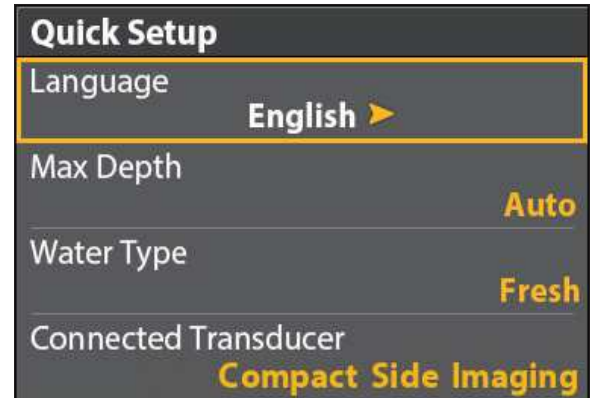 Quick Setup
Language
English ➤
Max Depth
Auto
Water Type
Fresh
Connected Transducer
Compact Side Imaging